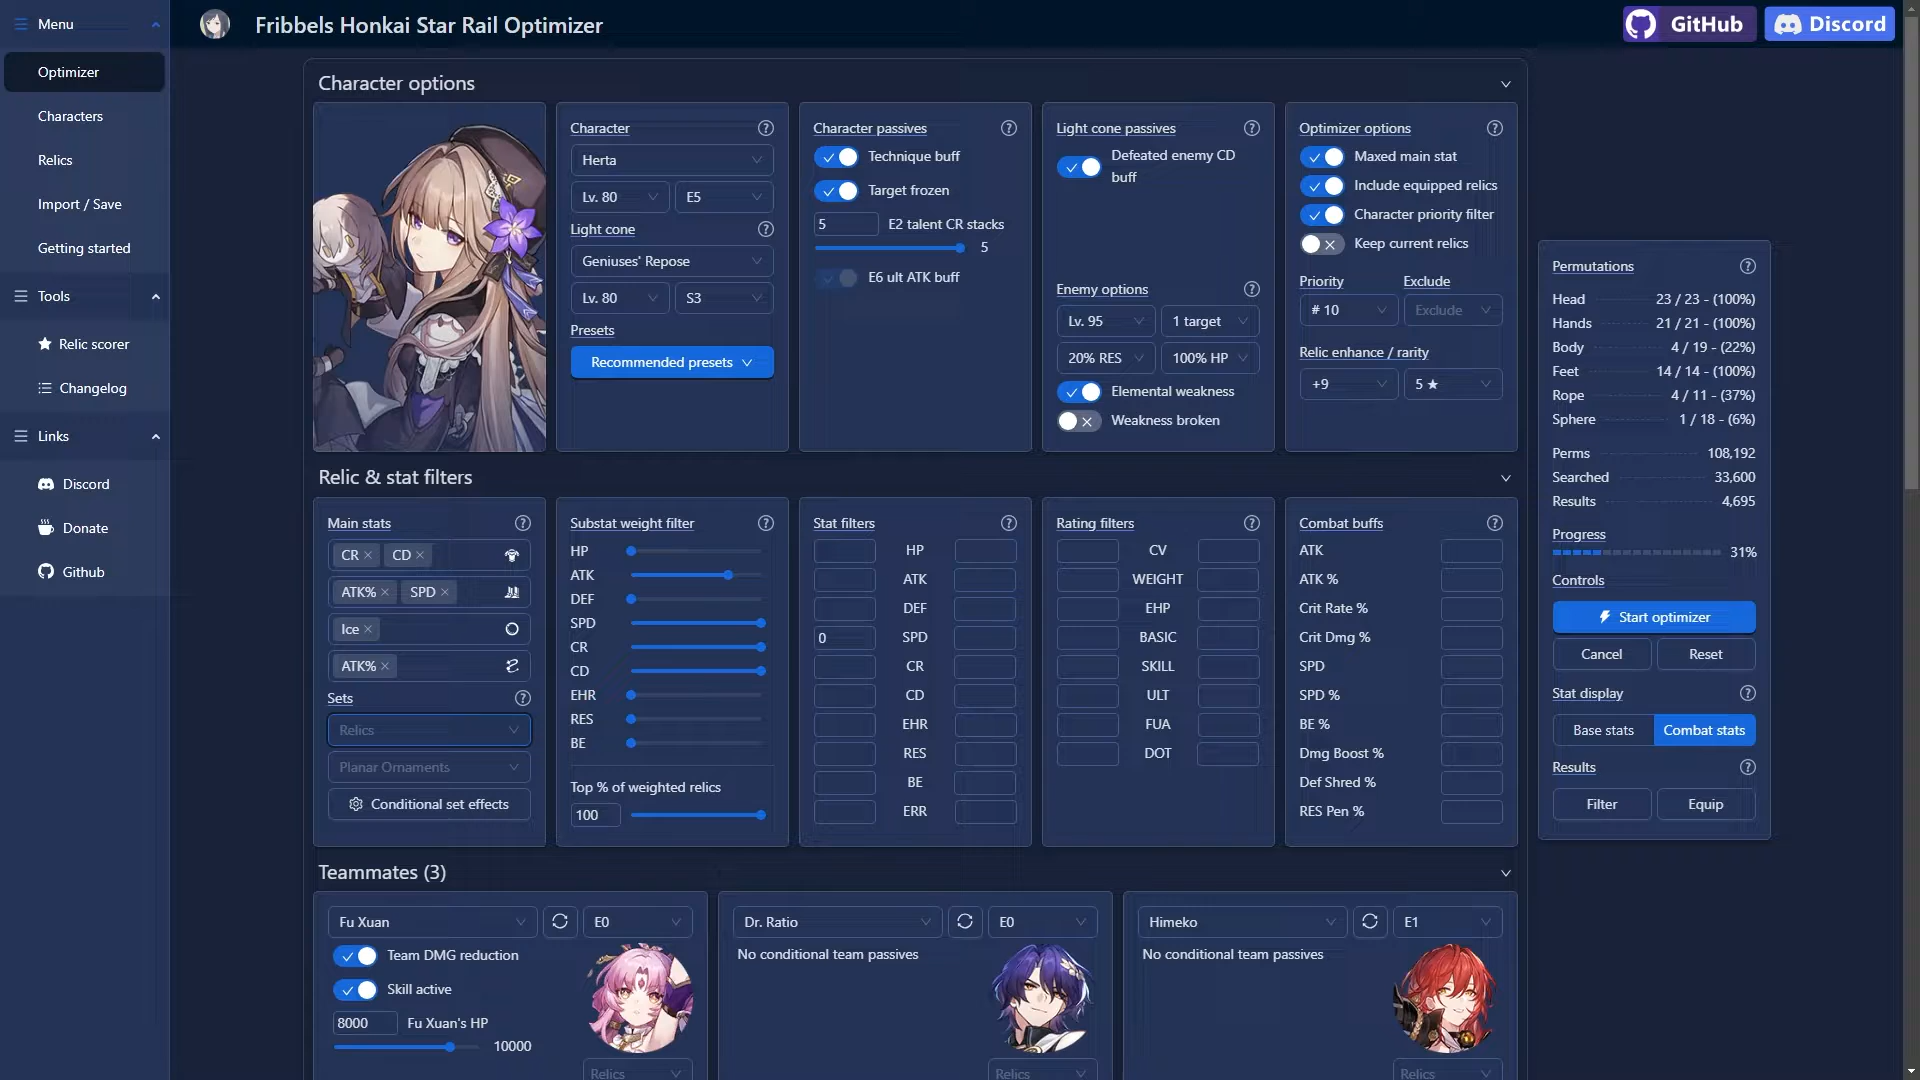 Menu
Optimizer
Characters
Relics
Import / Save
Getting started
Tools
Relic scorer
Changelog
Links
Discord
Donate
Github
Fribbels Honkai Star Rail Optimizer
GitHub
Discord
Character options
Character
Herta
Lv. 80
E5
Light cone
Geniuses' Repose
Lv. 80
S3
Presets
Recommended presets
Character passives
Technique buff
Target frozen
5
E2 talent CR stacks
5
E6 ult ATK buff
Light cone passives
Defeated enemy CD
buff
Enemy options
Lv. 95
1 target
20% RES
100% HP
Elemental weakness
Weakness broken
Optimizer options
Maxed main stat
Include equipped relics
Character priority filter
Keep current relics
Priority
Exclude
# 10
Exclude
Relic enhance / rarity
+9
5 ★
Permutations
Head 23 / 23 - (100%)
Hands 21 / 21 - (100%)
Body 4 / 19 - (22%)
Feet 14 / 14 - (100%)
Rope 4 / 11 - (37%)
Sphere 1 / 18 - (6%)
Perms 108,192
Searched 33,600
Results 4,695
Progress
31%
Controls
Start optimizer
Cancel
Reset
Stat display
Base stats
Combat stats
Results
Filter
Equip
Relic & stat filters
Main stats
CR
CD
ATK%
SPD
Ice
ATK%
Sets
Relics
Planar Ornaments
Conditional set effects
Substat weight filter
HP
ATK
DEF
SPD
CR
CD
EHR
RES
BE
Top % of weighted relics
100
Stat filters
HP
ATK
DEF
0 SPD
CR
CD
EHR
RES
BE
ERR
Rating filters
CV
WEIGHT
EHP
BASIC
SKILL
ULT
FUA
DOT
Combat buffs
ATK
ATK %
Crit Rate %
Crit Dmg %
SPD
SPD %
BE %
Dmg Boost %
Def Shred %
RES Pen %
Teammates (3)
Fu Xuan
E0
Team DMG reduction
Skill active
8000
Fu Xuan's HP
10000
Relics
Dr. Ratio
E0
No conditional team passives
Relics
Himeko
E1
No conditional team passives
Relics